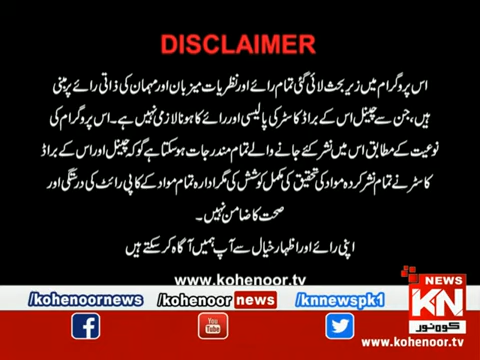 DISCLAIMER
اس پروگرام میں زیر بحث لائی گئی تمام رائے اور نظریات میزبان اور مہمان کی ذاتی رائے پر مبنی
ہیں، جن سے چینل اس کے براڈ کاسٹر کی پالیسی اور رائے کا ہونا لازمی نہیں ہے۔ اس پروگرام کی
نوعیت کے مطابق اس میں نشر کئے جانے والے تمام مندرجات ہو سکتا ہے گو کہ چینل اور اس کے براڈ
کاسٹر نے تمام نشر کردہ مواد کی تحقیق کی مکمل کوشش کی مگر ادارہ تمام مواد کے کاپی رائٹ کی درستگی اور
صحت کا ضامن نہیں۔
اپنی رائے اور اظہار خیال سے آپ ہمیں آگاہ کر سکتے ہیں
www.kohenoor.tv
/kohenoornews /kohenoor news /knnewspk1
f You Tube
NEWS
KN
کوہ نور
www.kohenoor.tv